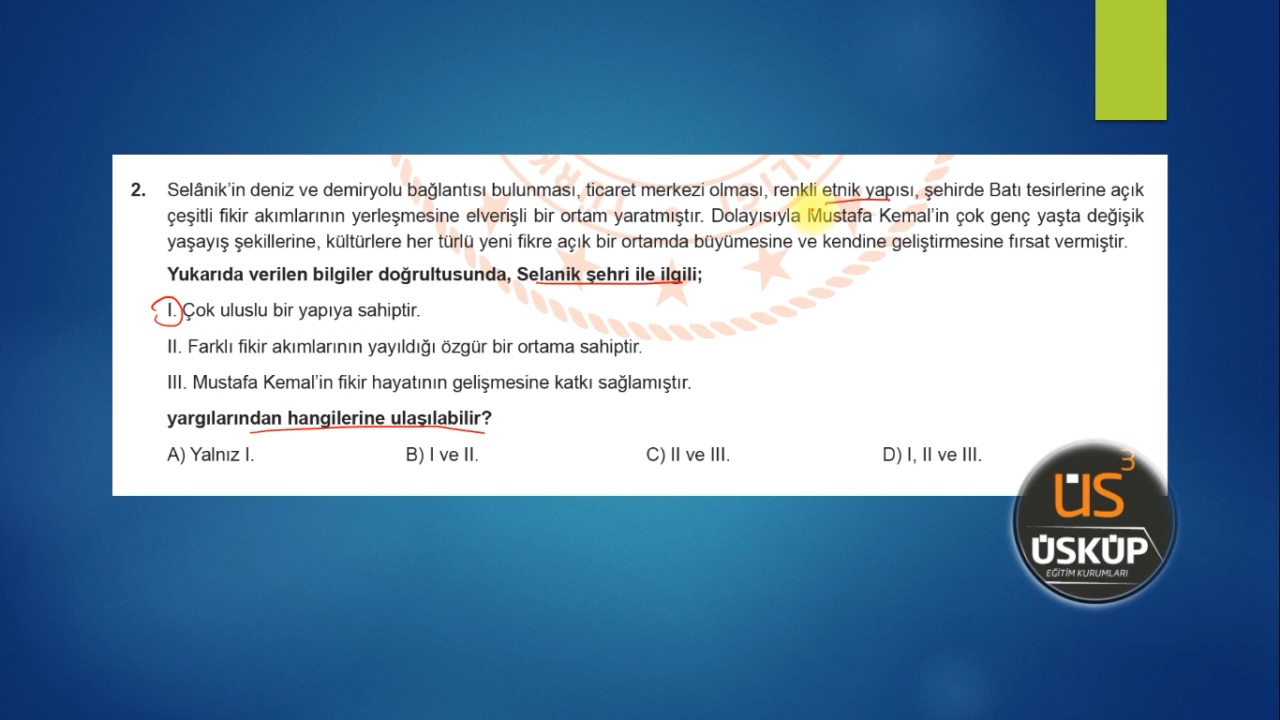 2. Selânik’in deniz ve demiryolu bağlantısı bulunması, ticaret merkezi olması, renkli etnik yapısı, şehirde Batı tesirlerine açık
çeşitli fikir akımlarının yerleşmesine elverişli bir ortam yaratmıştır. Dolayısıyla Mustafa Kemal’in çok genç yaşta değişik
yaşayış şekillerine, kültürlere her türlü yeni fikre açık bir ortamda büyümesine ve kendine geliştirmesine fırsat vermiştir.
Yukarıda verilen bilgiler doğrultusunda, Selanik şehri ile ilgili;
I. Çok uluslu bir yapıya sahiptir.
II. Farklı fikir akımlarının yayıldığı özgür bir ortama sahiptir.
III. Mustafa Kemal’in fikir hayatının gelişmesine katkı sağlamıştır.
yargılarından hangilerine ulaşılabilir?
A) Yalnız I. B) I ve II. C) II ve III. D) I, II ve III.
üs3
ÜSKÜP
EĞİTİM KURUMLARI